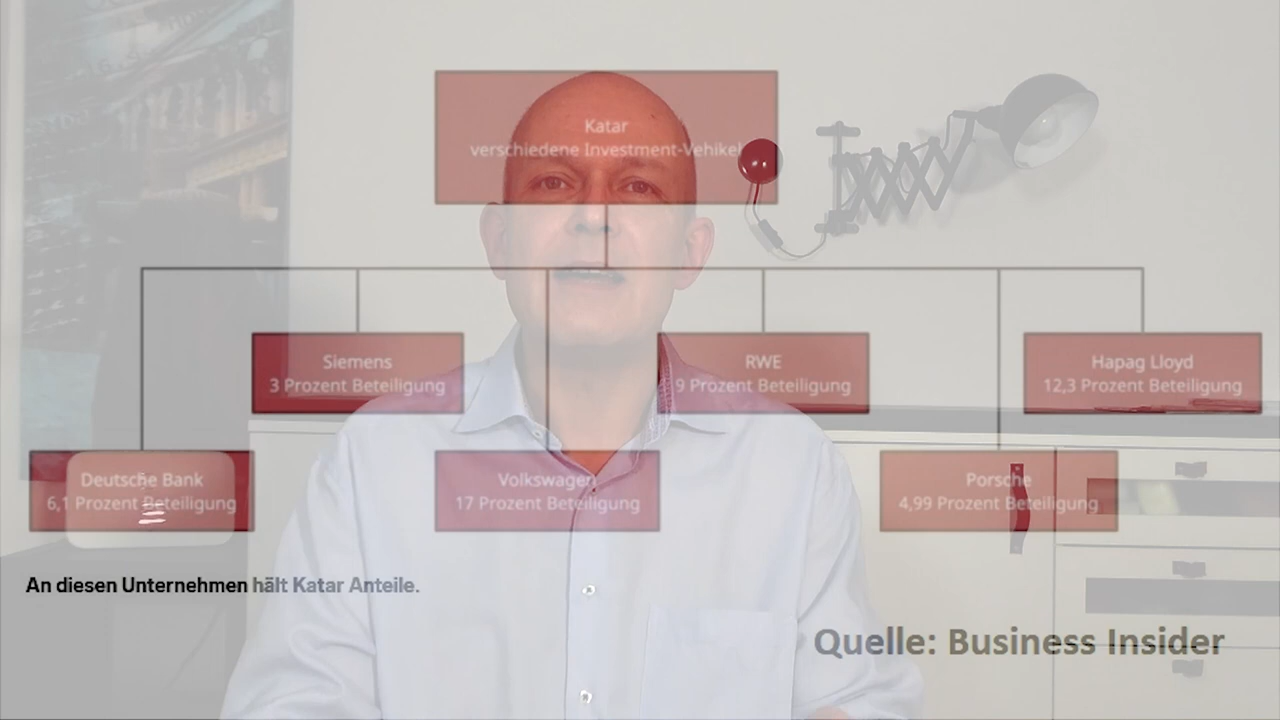 Katar
verschiedene Investment-Vehikel
Siemens
3 Prozent Beteiligung
RWE
9 Prozent Beteiligung
Hapag Lloyd
12,3 Prozent Beteiligung
Deutsche Bank
6,1 Prozent Beteiligung
Volkswagen
17 Prozent Beteiligung
Porsche
4,99 Prozent Beteiligung
An diesen Unternehmen hält Katar Anteile.
Quelle: Business Insider